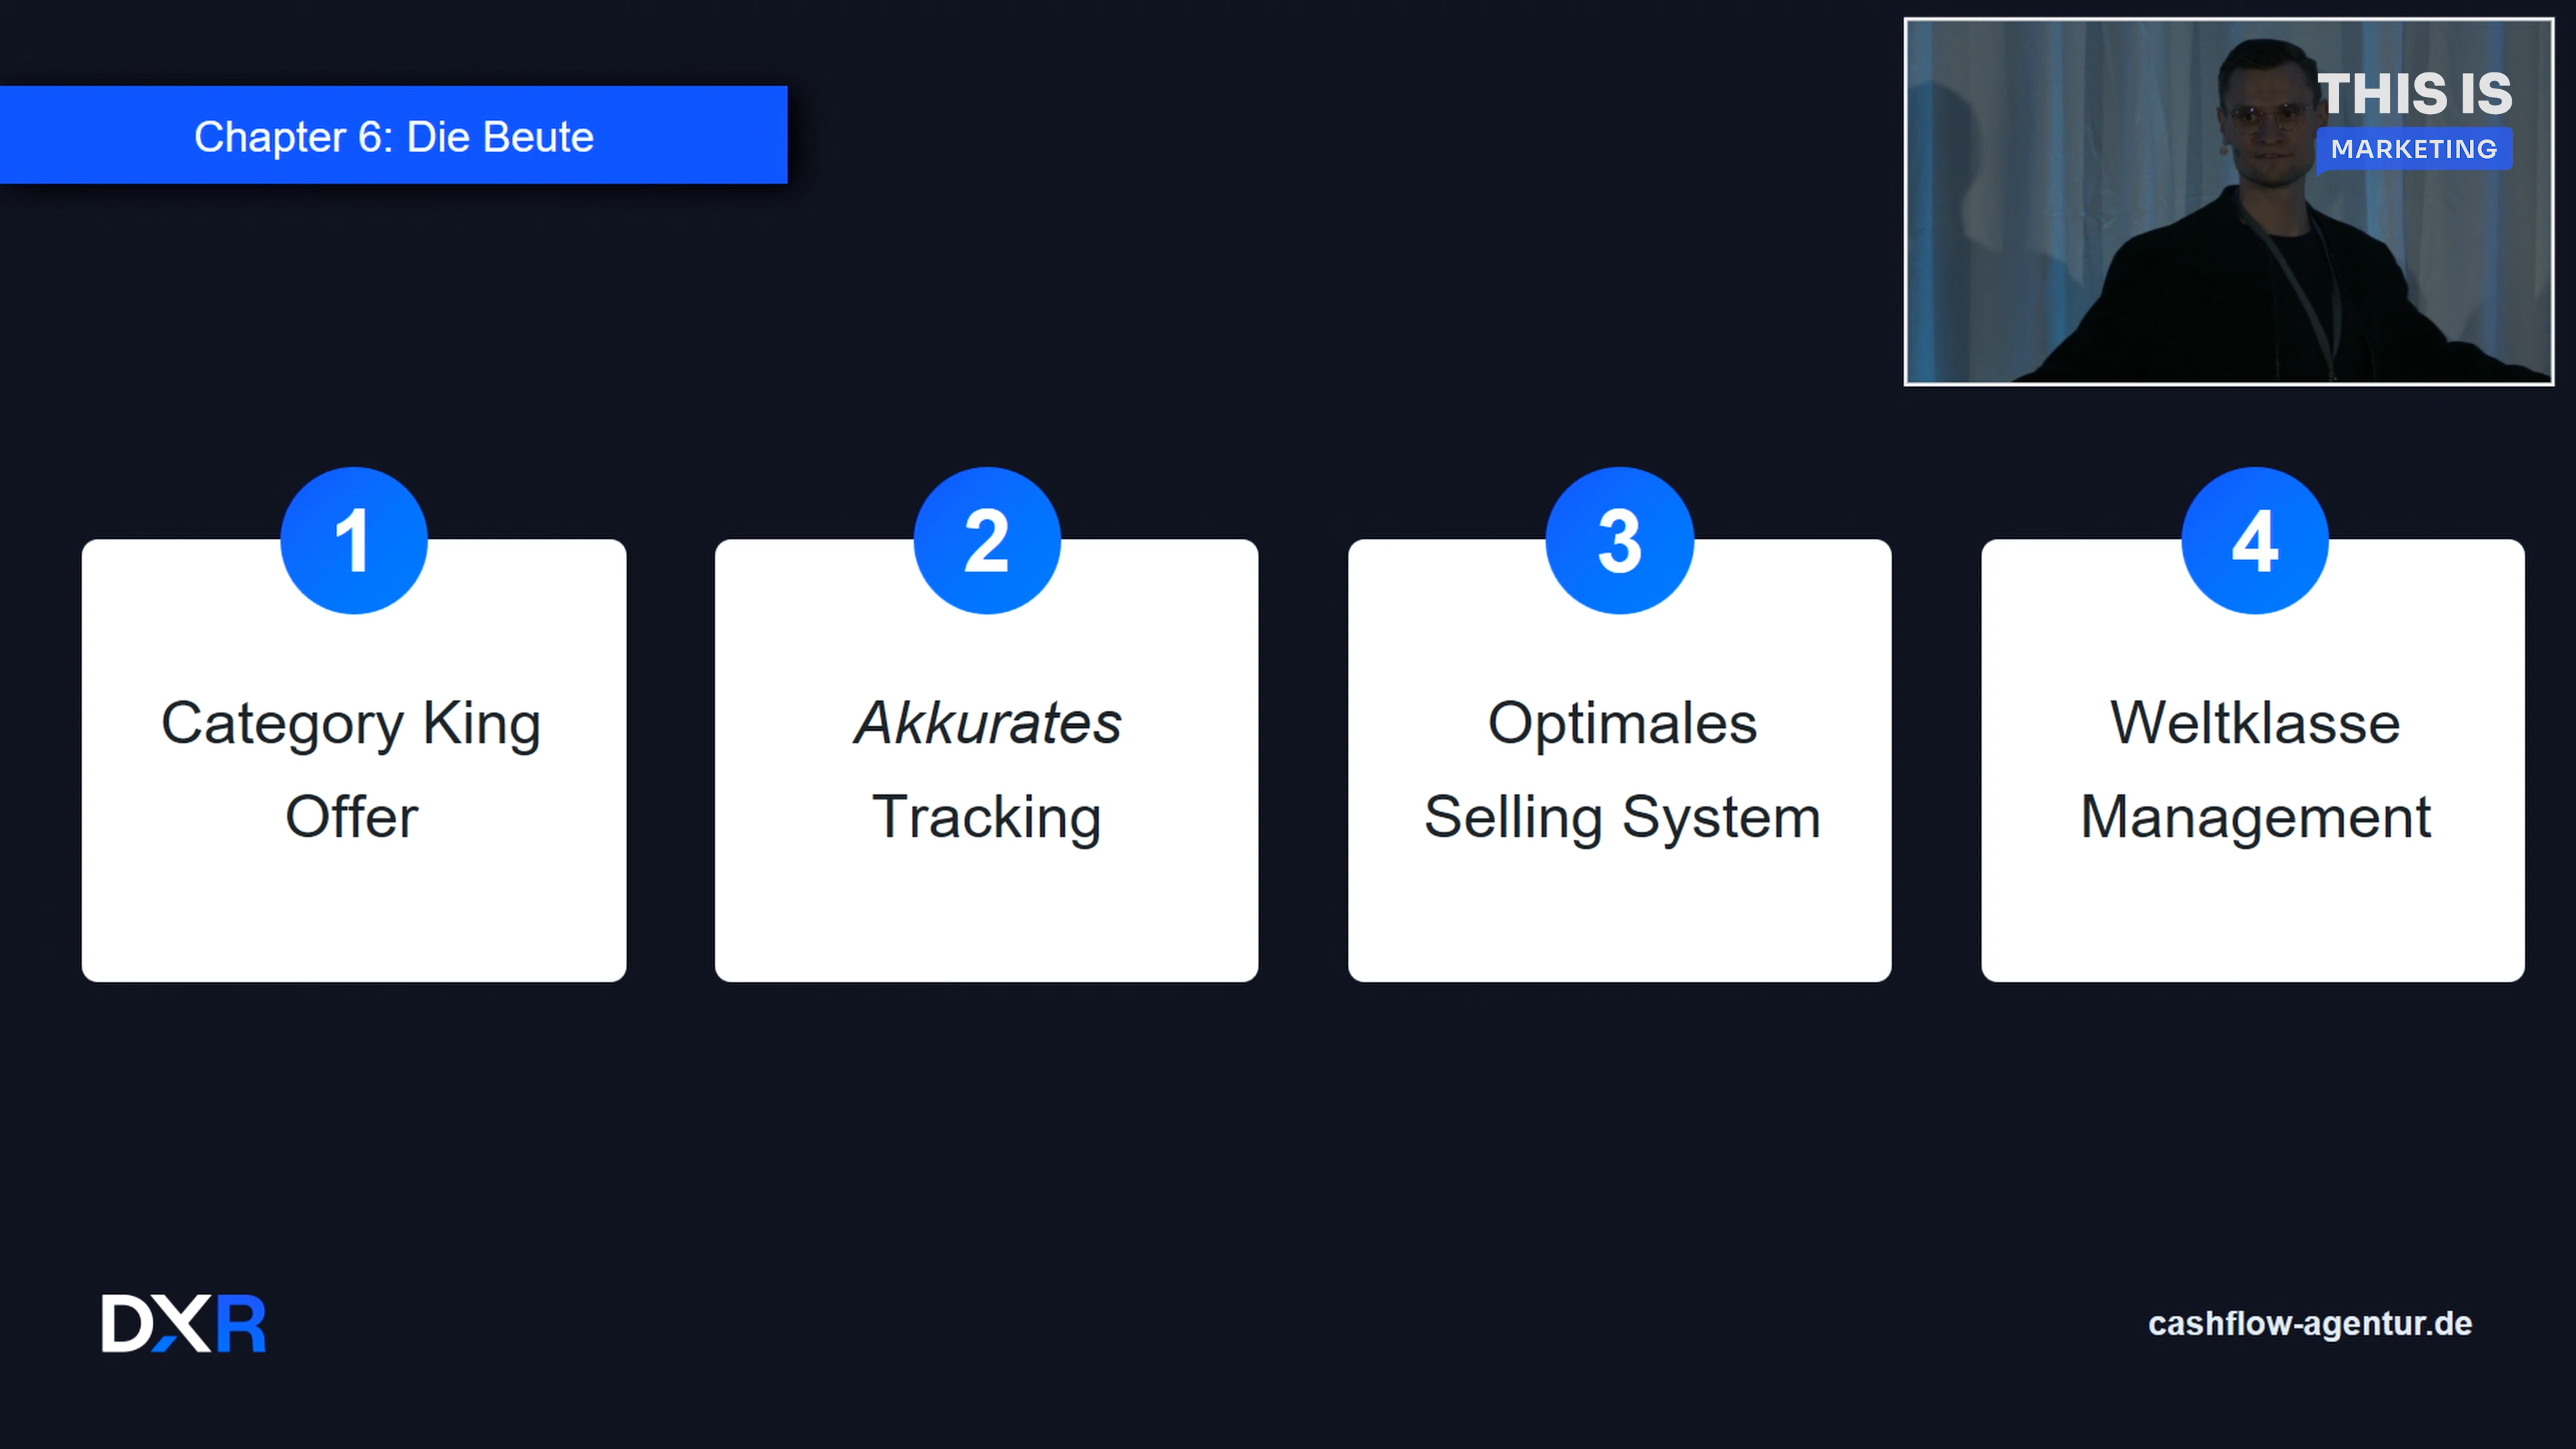 Chapter 6: Die Beute
THIS IS
MARKETING
1
Category King
Offer
2
Akkurates
Tracking
3
Optimales
Selling System
4
Weltklasse
Management
DXR
cashflow-agentur.de